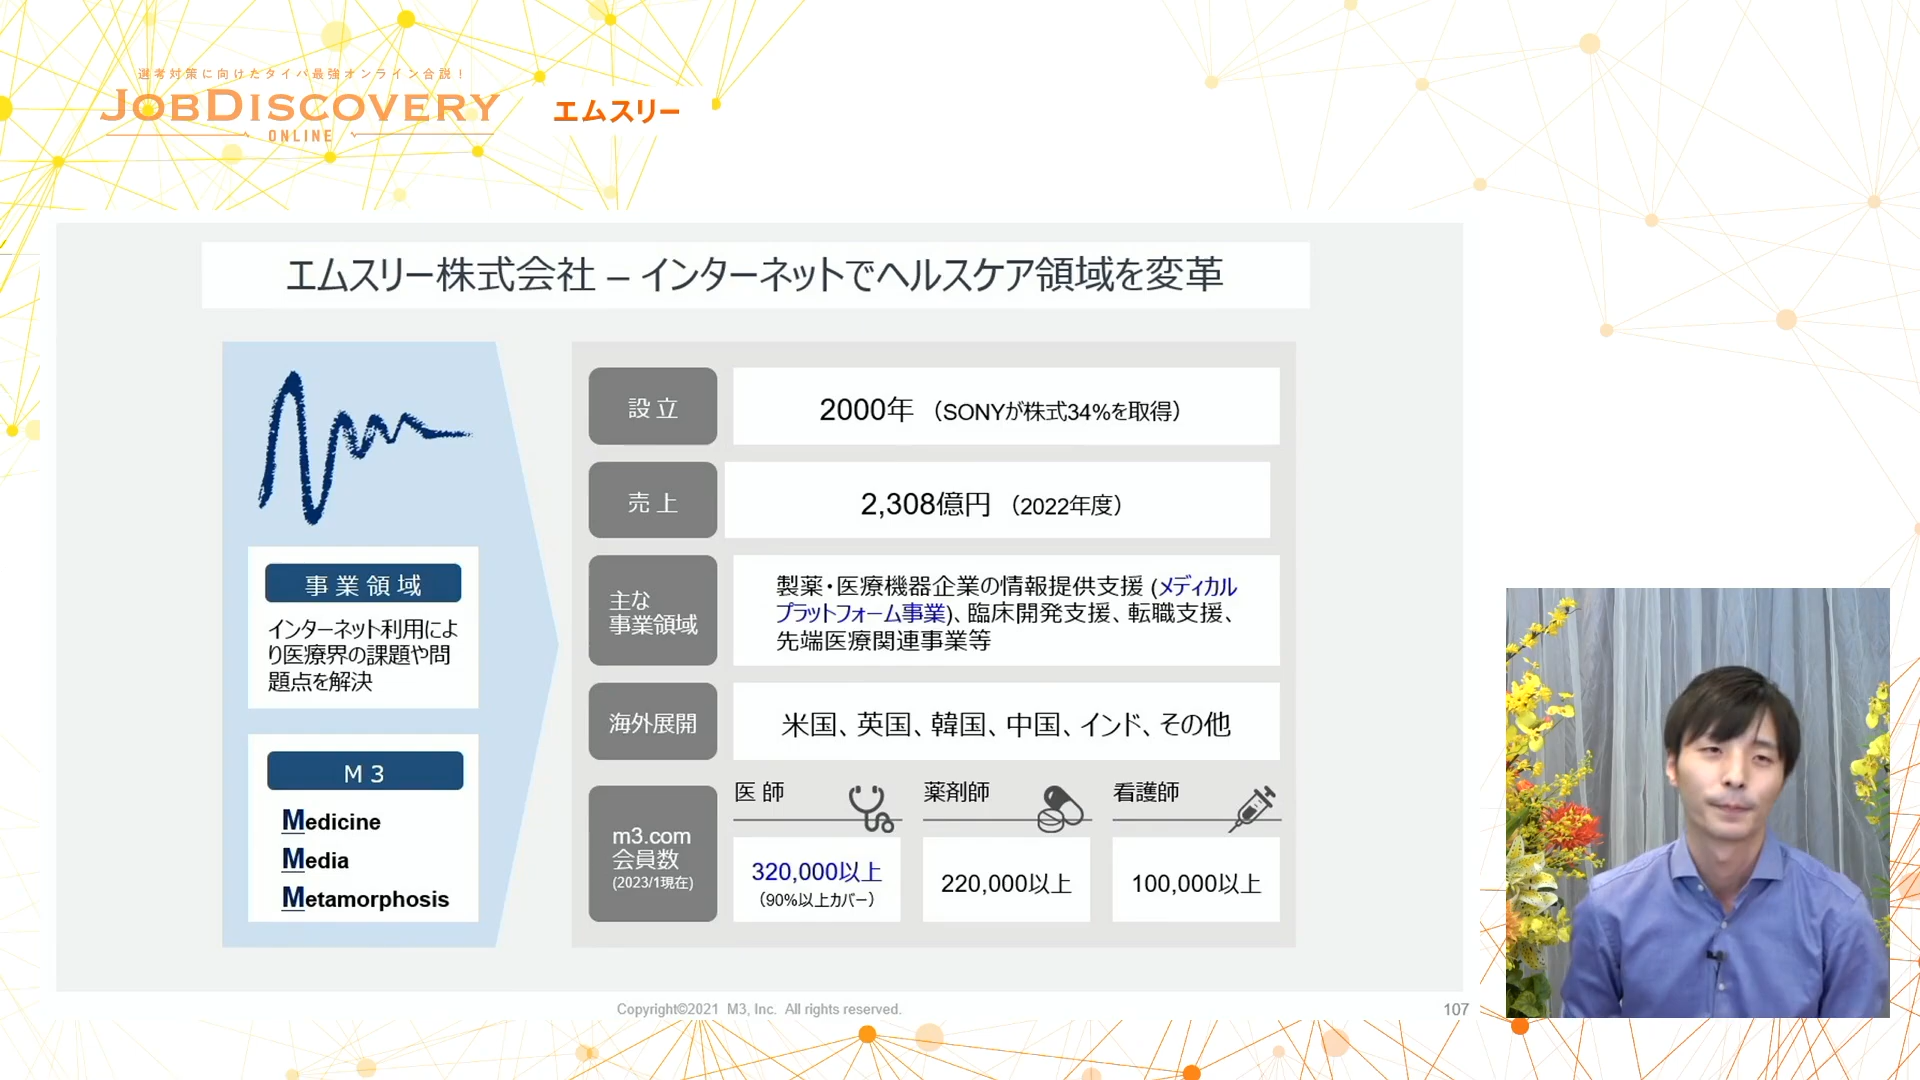 選考対策に向けたタイパ最強オンライン合説！
JOBDISCOVERY
ONLINE
エムスリー
エムスリー株式会社 – インターネットでヘルスケア領域を変革
事業領域
インターネット利用によ
り医療界の課題や問
題点を解決
M3
Medicine
Media
Metamorphosis
設立
2000年 （SONYが株式34%を取得）
売上
2,308億円 （2022年度）
主な
事業領域
製薬・医療機器企業の情報提供支援 (メディカル
プラットフォーム事業)、臨床開発支援、転職支援、
先端医療関連事業等
海外展開
米国、英国、韓国、中国、インド、その他
m3.com
会員数
(2023/1現在)
医師
320,000以上
（90%以上カバー）
薬剤師
220,000以上
看護師
100,000以上
Copyright©2021 M3, Inc. All rights reserved.
107